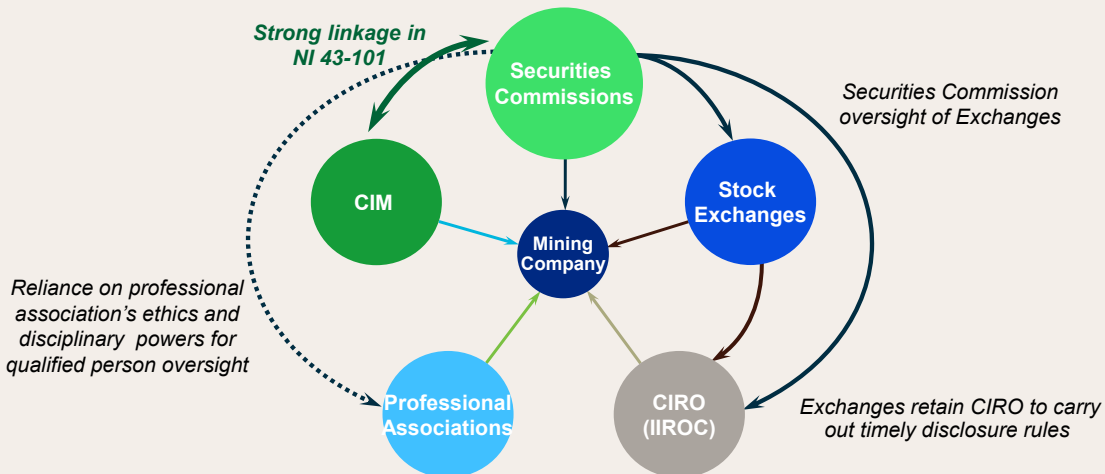 Strong linkage in
NI 43-101
Securities
Commissions
Securities Commission
oversight of Exchanges
CIM
Stock
Exchanges
Mining
Company
Reliance on professional
association's ethics and
disciplinary powers for
qualified person oversight
Professional
Associations
CIRO
(IIROC)
Exchanges retain CIRO to carry
out timely disclosure rules